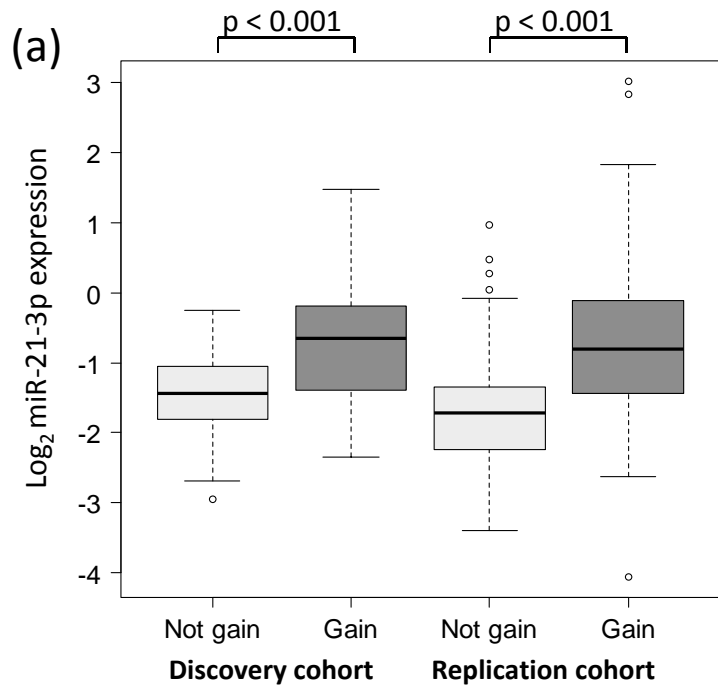 (a)
p < 0.001 p < 0.001
Log₂ miR-21-3p expression
3
2
1
0
-1
-2
-3
-4
Not gain Gain Not gain Gain
Discovery cohort Replication cohort